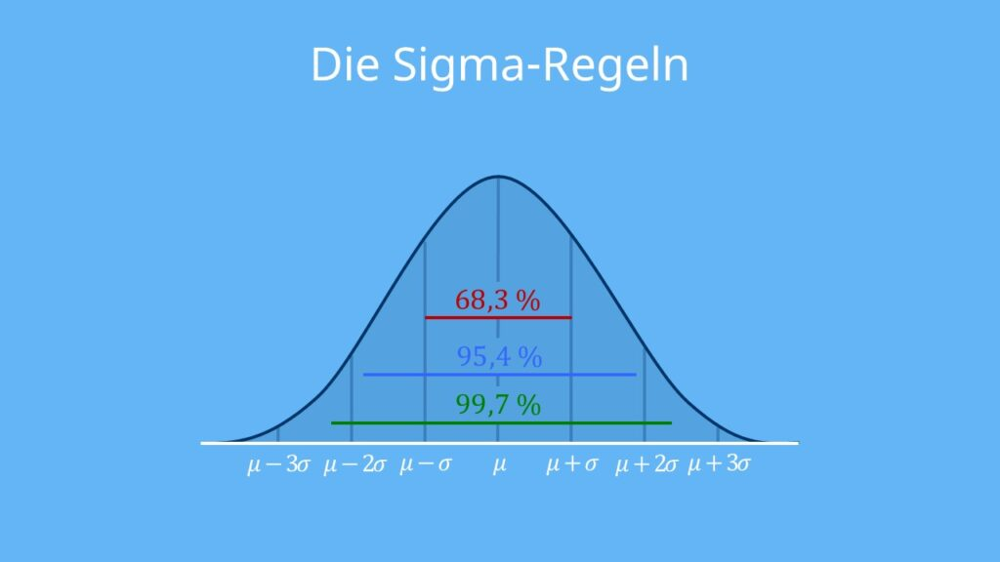 Die Sigma-Regeln
68,3 %
95,4 %
99,7 %
μ − 3σ μ − 2σ μ − σ μ μ + σ μ + 2σ μ + 3σ